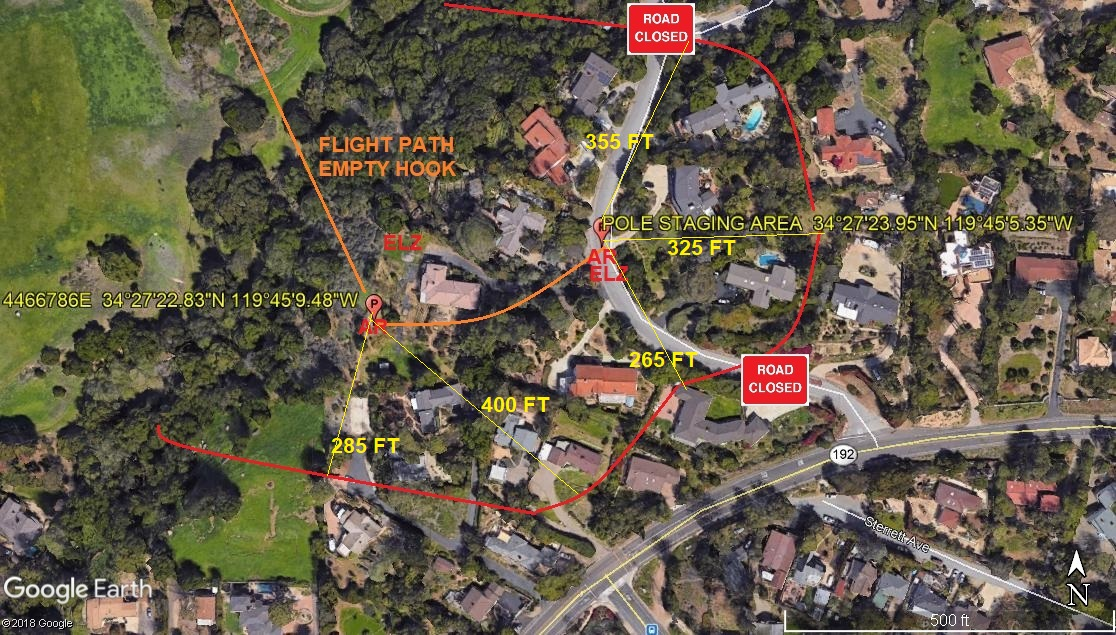 ROAD
CLOSED
FLIGHT PATH
EMPTY HOOK
355 FT
POLE STAGING AREA 34°27'23.95"N 119°45'5.35"W
ELZ
325 FT
AR
ELZ
4466786E 34°27'22.83"N 119°45'9.48"W
P
AR
265 FT
ROAD
CLOSED
400 FT
285 FT
192
Sterrett Ave
Google Earth
N
500 ft
©2018 Google